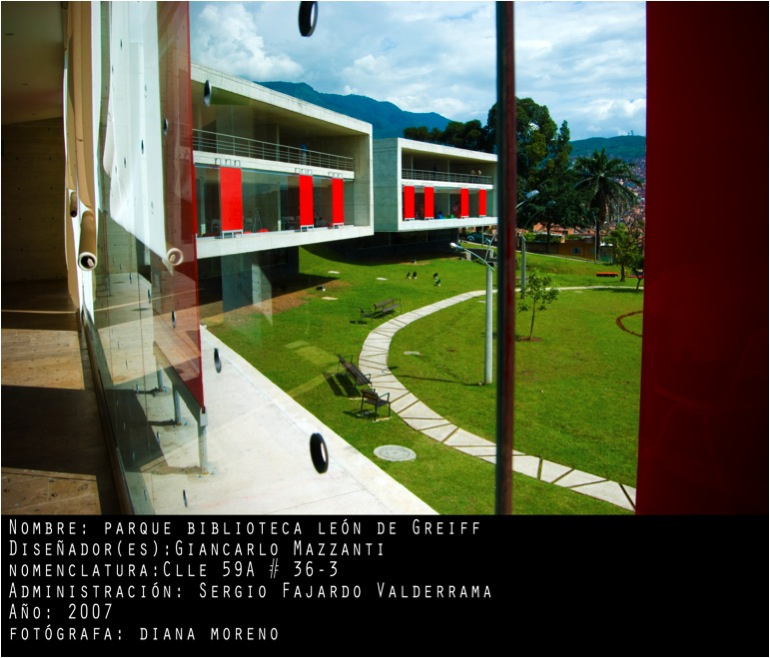 Nombre: parque biblioteca león de Greiff
Diseñador(es):Giancarlo Mazzanti
nomenclatura:Clle 59A # 36-3
Administración: Sergio Fajardo Valderrama
Año: 2007
fotógrafa: diana moreno